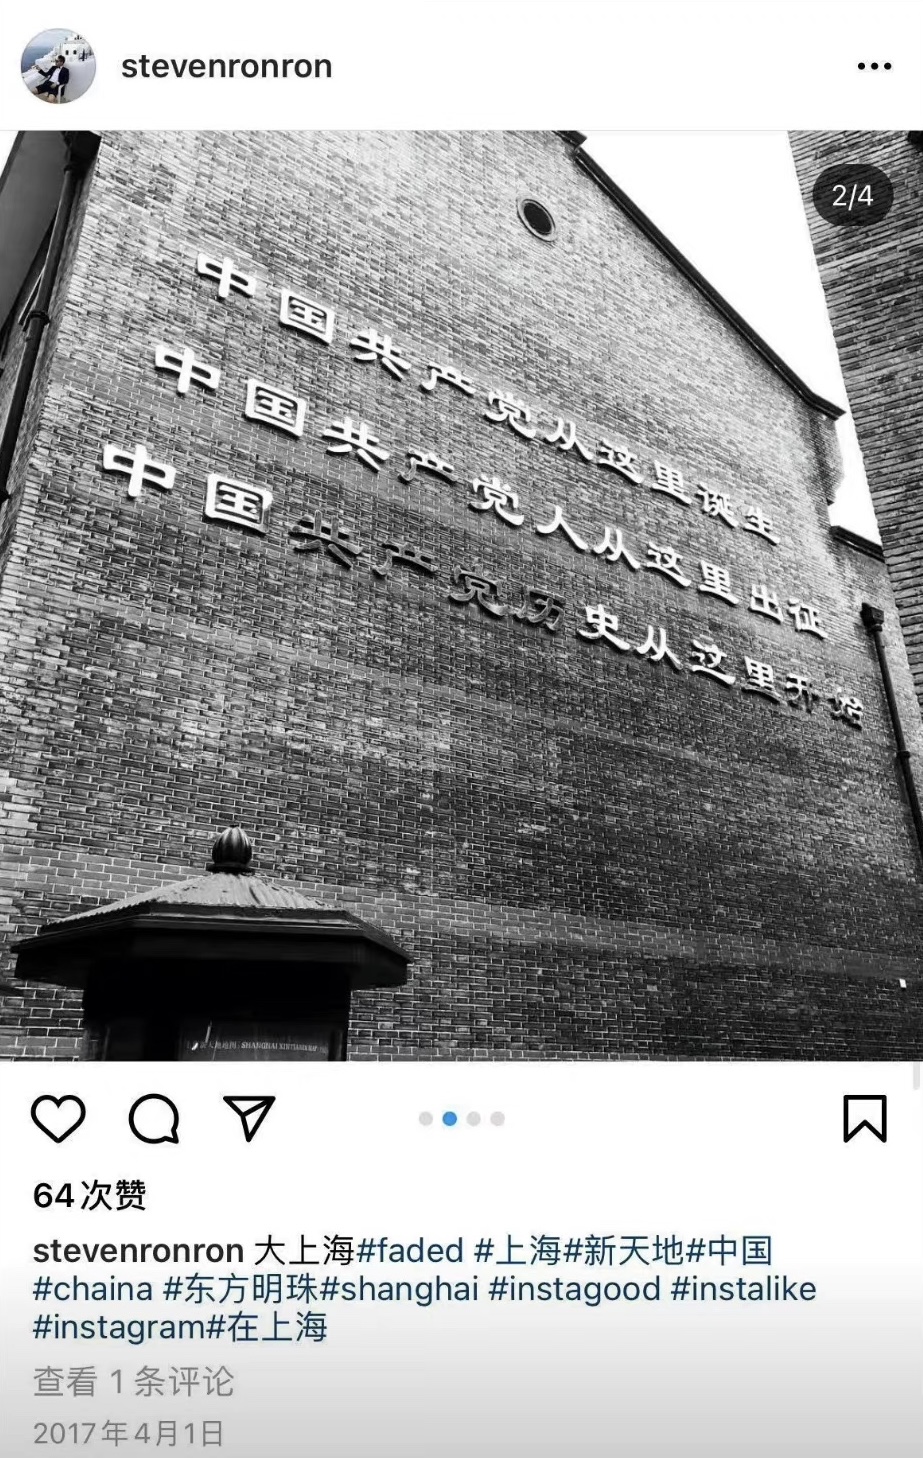 stevenronron
2/4
中国共产党从这里诞生
中国共产党人从这里出征
中国共产党历史从这里开始
64次赞
stevenronron 大上海#faded #上海#新天地#中国
#chaina #东方明珠#shanghai #instagood #instalike
#instagram#在上海
查看 1 条评论
2017年4月1日